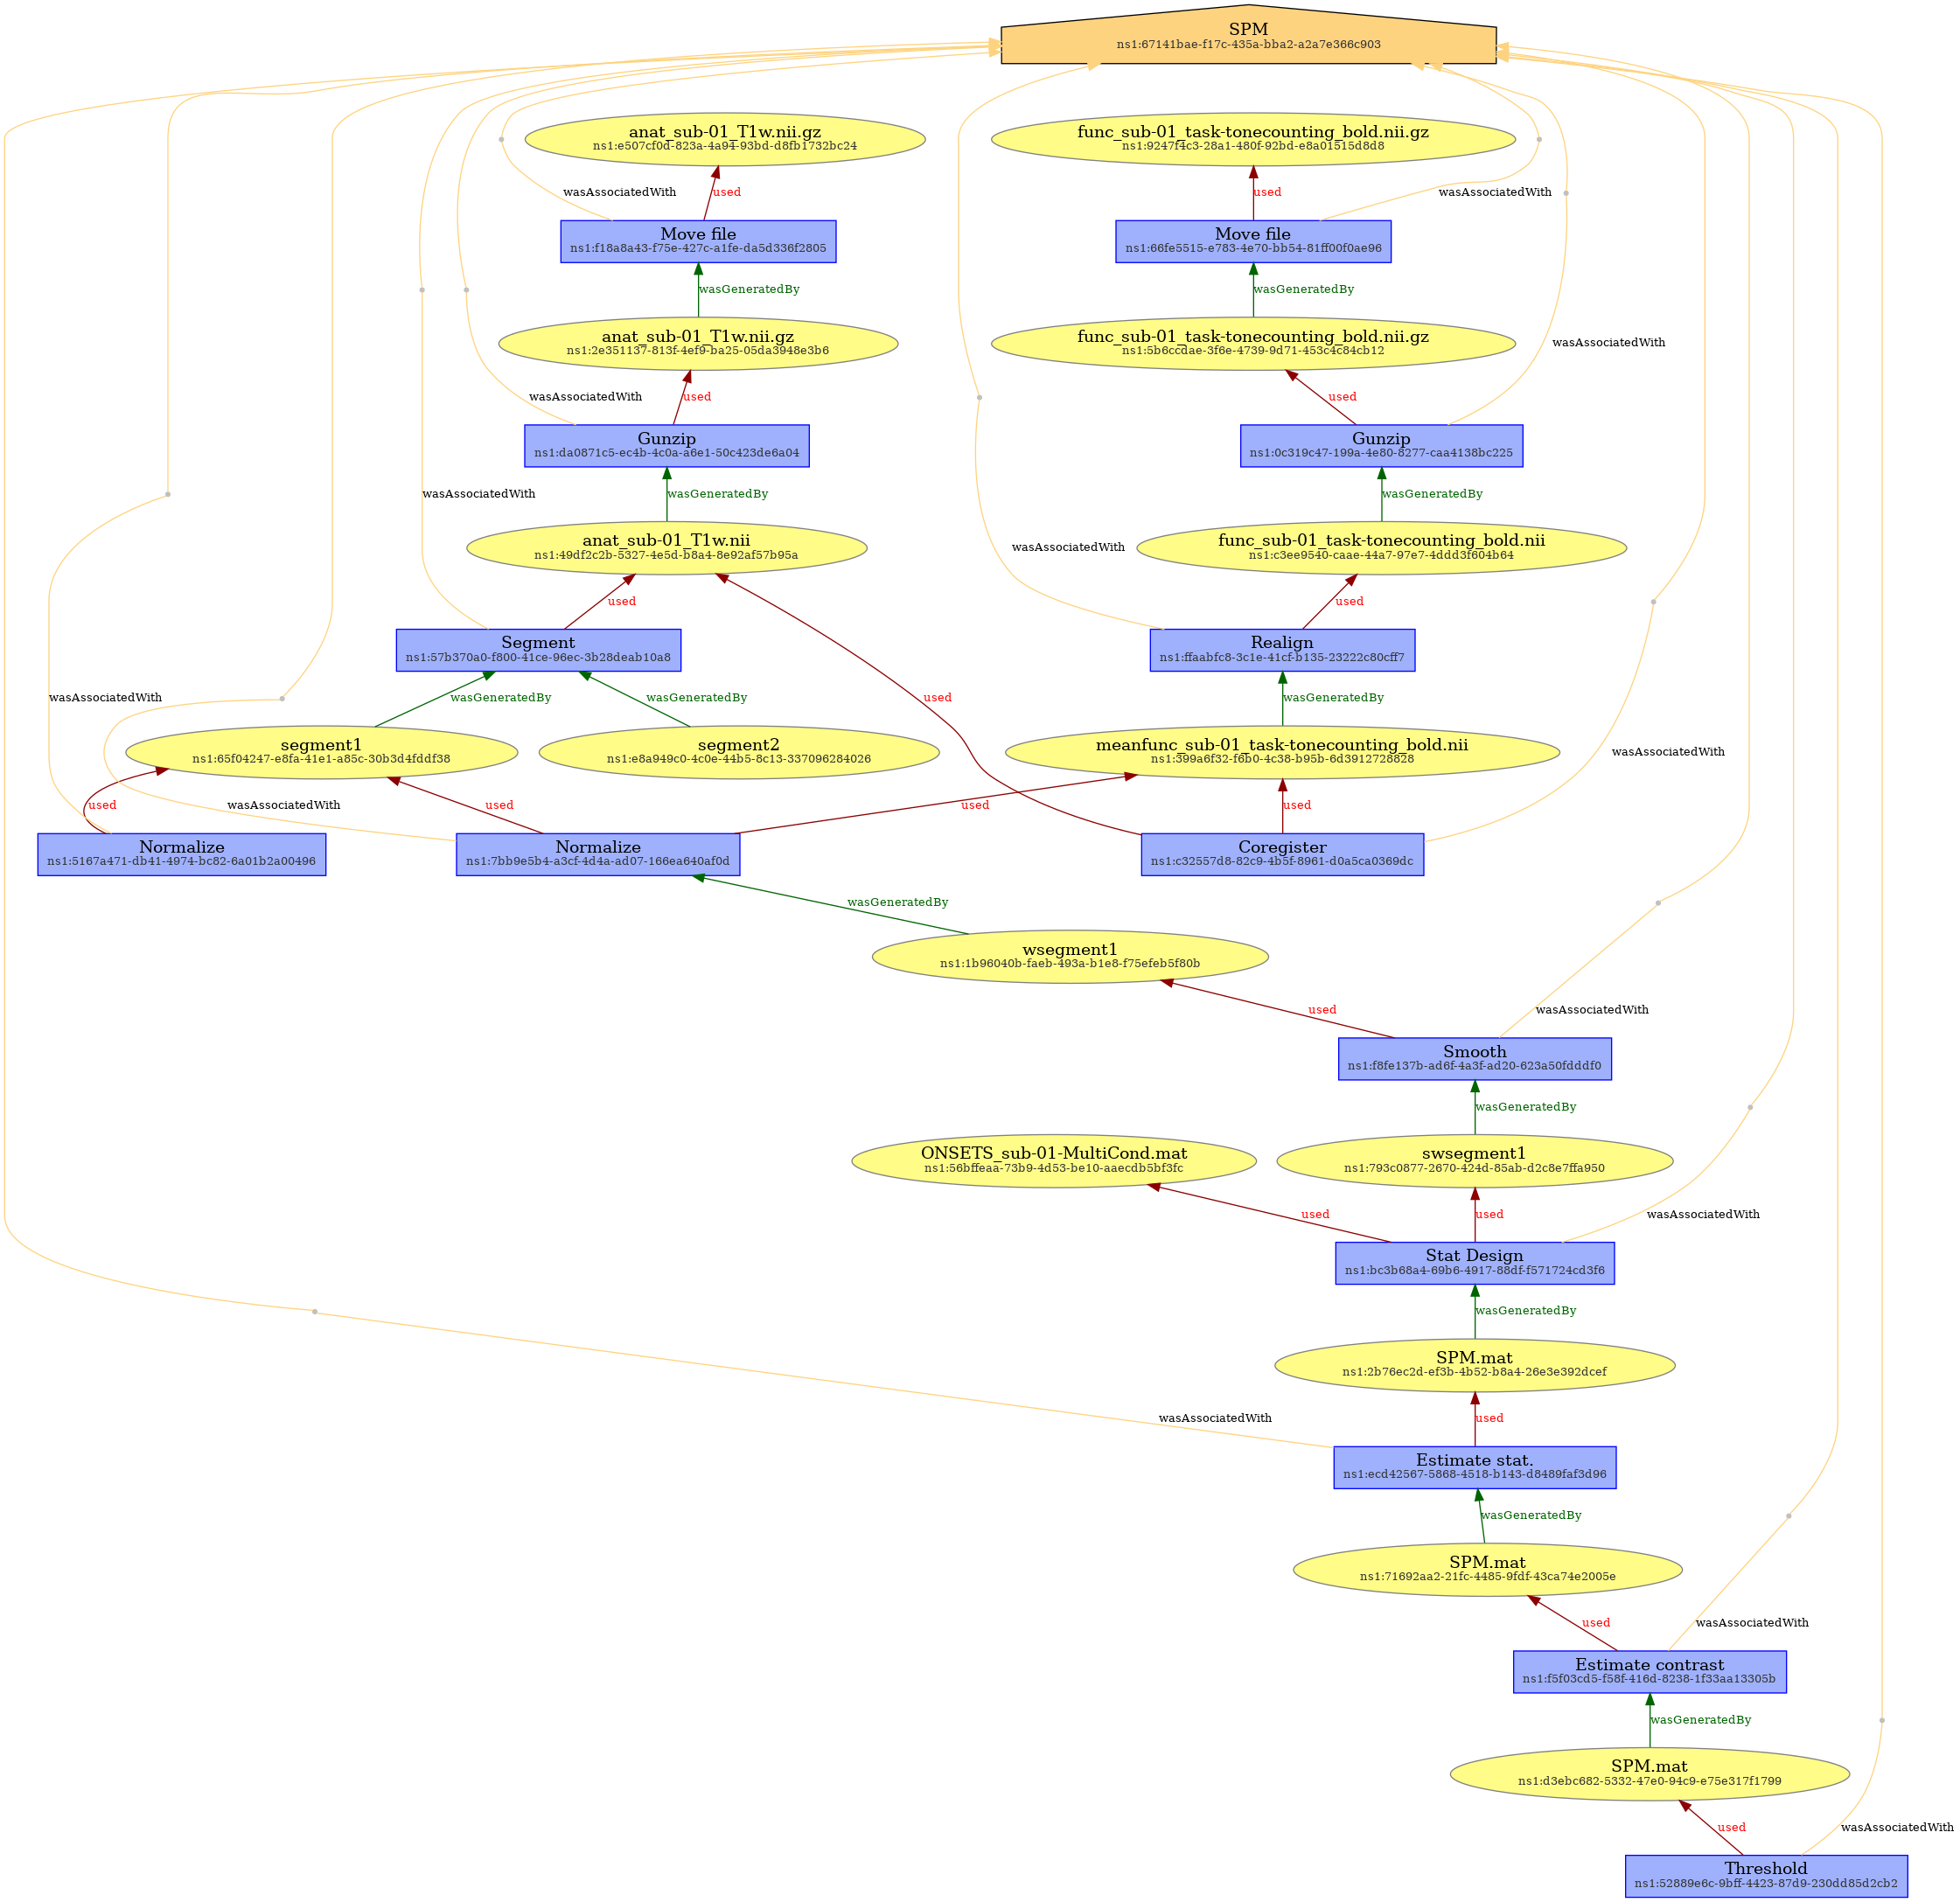 SPM
ns1:67141bae-f17c-435a-bba2-a2a7e366c903
anat_sub-01_T1w.nii.gz
ns1:e507cf0d-823a-4a94-93bd-d8fb1732bc24
func_sub-01_task-tonecounting_bold.nii.gz
ns1:9247f4c3-28a1-480f-92bd-e8a01515d8d8
wasAssociatedWith
used
used
wasAssociatedWith
Move file
ns1:f18a8a43-f75e-427c-a1fe-da5d336f2805
Move file
ns1:66fe5515-e783-4e70-bb54-81ff00f0ae96
wasGeneratedBy
wasGeneratedBy
anat_sub-01_T1w.nii.gz
ns1:2e351137-813f-4ef9-ba25-05da3948e3b6
func_sub-01_task-tonecounting_bold.nii.gz
ns1:5b6ccdae-3f6e-4739-9d71-453c4c84cb12
wasAssociatedWith
wasAssociatedWith
used
used
Gunzip
ns1:da0871c5-ec4b-4c0a-a6e1-50c423de6a04
Gunzip
ns1:0c319c47-199a-4e80-8277-caa4138bc225
wasAssociatedWith
wasGeneratedBy
wasGeneratedBy
anat_sub-01_T1w.nii
ns1:49df2c2b-5327-4e5d-b8a4-8e92af57b95a
wasAssociatedWith
func_sub-01_task-tonecounting_bold.nii
ns1:c3ee9540-caae-44a7-97e7-4ddd3f604b64
used
used
Segment
ns1:57b370a0-f800-41ce-96ec-3b28deab10a8
Realign
ns1:ffaabfc8-3c1e-41cf-b135-23222c80cff7
wasAssociatedWith
wasGeneratedBy
wasGeneratedBy
used
wasGeneratedBy
segment1
ns1:65f04247-e8fa-41e1-a85c-30b3d4fddf38
segment2
ns1:e8a949c0-4c0e-44b5-8c13-337096284026
meanfunc_sub-01_task-tonecounting_bold.nii
ns1:399a6f32-f6b0-4c38-b95b-6d3912728828
wasAssociatedWith
used
wasAssociatedWith
used
used
used
Normalize
ns1:5167a471-db41-4974-bc82-6a01b2a00496
Normalize
ns1:7bb9e5b4-a3cf-4d4a-ad07-166ea640af0d
Coregister
ns1:c32557d8-82c9-4b5f-8961-d0a5ca0369dc
wasGeneratedBy
wsegment1
ns1:1b96040b-faeb-493a-b1e8-f75efeb5f80b
used
wasAssociatedWith
Smooth
ns1:f8fe137b-ad6f-4a3f-ad20-623a50fdddf0
wasGeneratedBy
ONSETS_sub-01-MultiCond.mat
ns1:56bffeaa-73b9-4d53-be10-aaecdb5bf3fc
swsegment1
ns1:793c0877-2670-424d-85ab-d2c8e7ffa950
used
used
wasAssociatedWith
Stat Design
ns1:bc3b68a4-69b6-4917-88df-f571724cd3f6
wasGeneratedBy
SPM.mat
ns1:2b76ec2d-ef3b-4b52-b8a4-26e3e392dcef
wasAssociatedWith
used
Estimate stat.
ns1:ecd42567-5868-4518-b143-d8489faf3d96
wasGeneratedBy
SPM.mat
ns1:71692aa2-21fc-4485-9fdf-43ca74e2005e
used
wasAssociatedWith
Estimate contrast
ns1:f5f03cd5-f58f-416d-8238-1f33aa13305b
wasGeneratedBy
SPM.mat
ns1:d3ebc682-5332-47e0-94c9-e75e317f1799
used
wasAssociatedWith
Threshold
ns1:52889e6c-9bff-4423-87d9-230dd85d2cb2